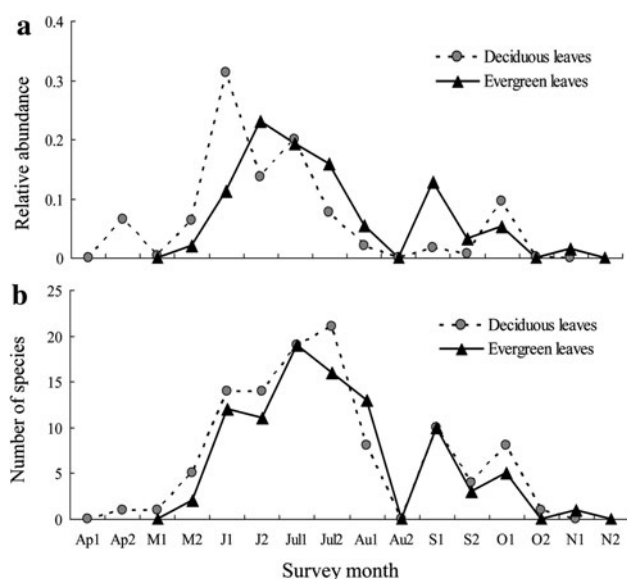 a
0.4
0.3
0.2
0.1
0
Relative abundance
Deciduous leaves
Evergreen leaves
b
25
20
15
10
5
0
Number of species
Deciduous leaves
Evergreen leaves
Ap1 Ap2 M1 M2 J1 J2 Jul1 Jul2 Au1 Au2 S1 S2 O1 O2 N1 N2
Survey month